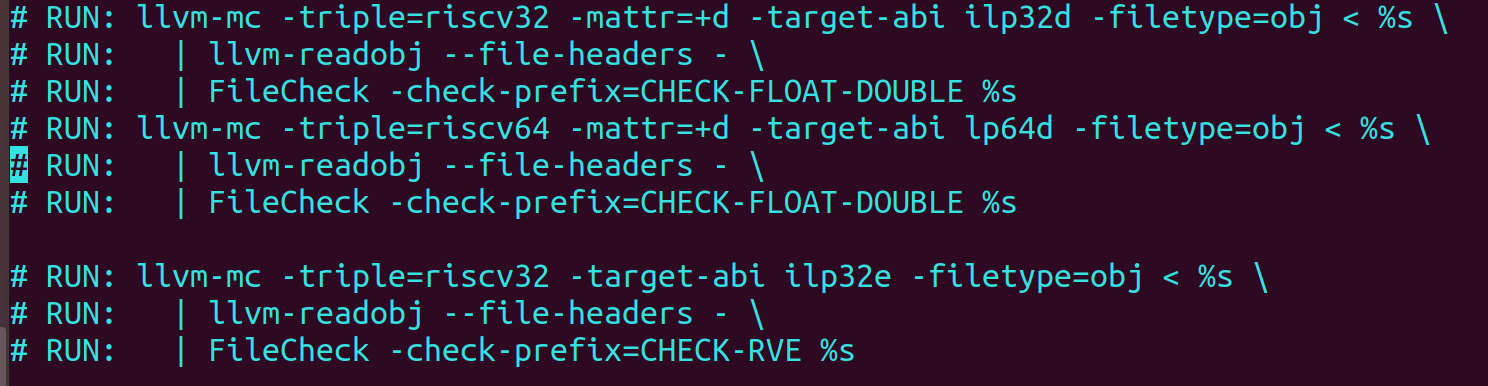 # RUN: llvm-mc -triple=riscv32 -mattr=+d -target-abi ilp32d -filetype=obj < %s \
# RUN:   | llvm-readobj --file-headers - \
# RUN:   | FileCheck -check-prefix=CHECK-FLOAT-DOUBLE %s
# RUN: llvm-mc -triple=riscv64 -mattr=+d -target-abi lp64d -filetype=obj < %s \
# RUN:   | llvm-readobj --file-headers - \
# RUN:   | FileCheck -check-prefix=CHECK-FLOAT-DOUBLE %s

# RUN: llvm-mc -triple=riscv32 -target-abi ilp32e -filetype=obj < %s \
# RUN:   | llvm-readobj --file-headers - \
# RUN:   | FileCheck -check-prefix=CHECK-RVE %s